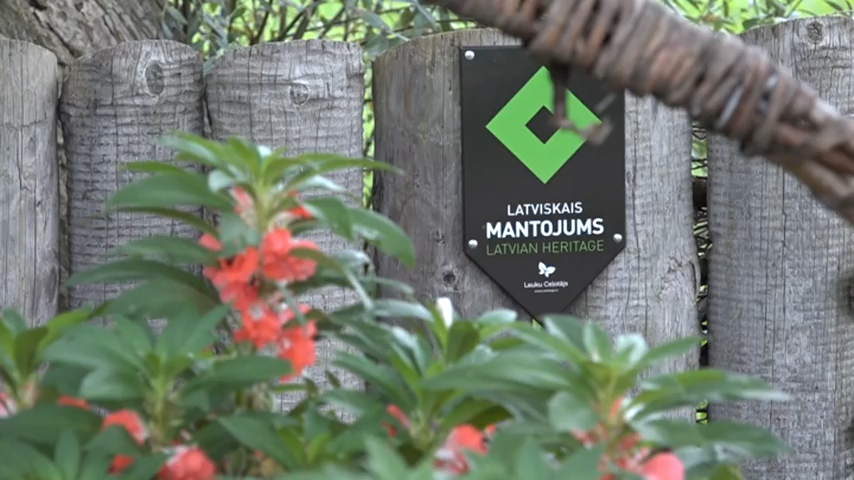 LATVISKAIS
MANTOJUMS
LATVIAN HERITAGE
Lauku Ceļotājs